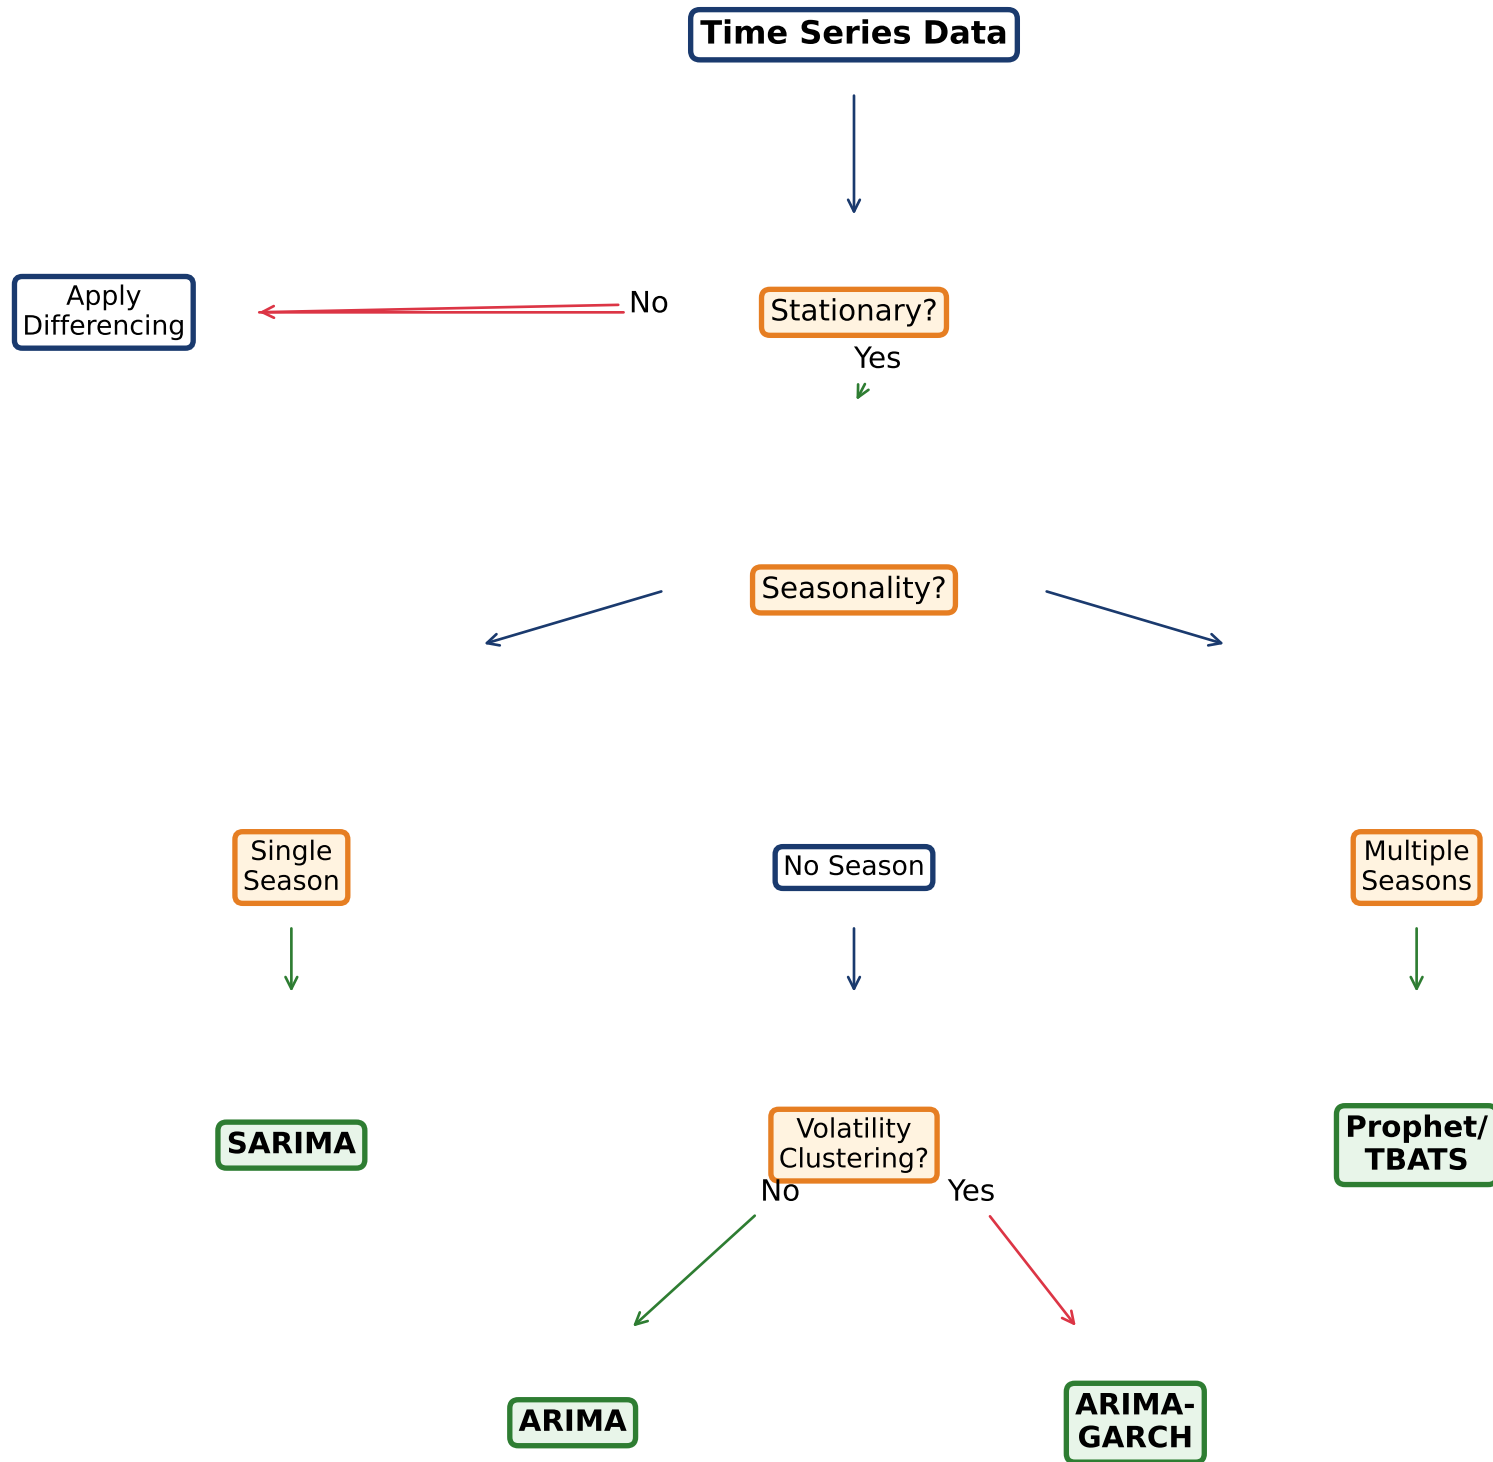 Time Series Data
Apply
Differencing
No
Stationary?
Yes
Seasonality?
Single
Season
No Season
Multiple
Seasons
SARIMA
Volatility
Clustering?
Prophet/
TBATS
No
Yes
ARIMA
ARIMA-
GARCH